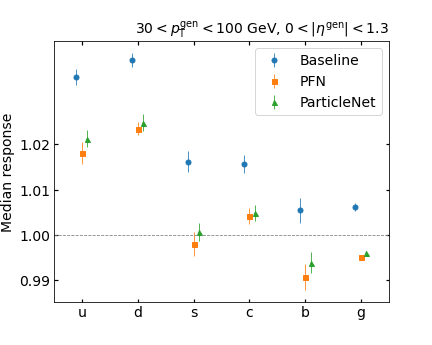 30 < p_T^gen < 100 GeV, 0 < |η^gen| < 1.3
Baseline
PFN
ParticleNet
Median response
1.02
1.01
1.00
0.99
u d s c b g